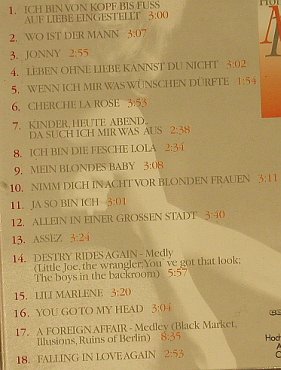 1. ICH BIN VON KOPF BIS FUSS
AUF LIEBE EINGESTELLT 3:00
2. WO IST DER MANN 3:07
3. JONNY 2:55
4. LEBEN OHNE LIEBE KANNST DU NICHT 3:02
5. WENN ICH MIR WAS WÜNSCHEN DÜRFTE 1:54
6. CHERCHE LA ROSE 3:53
7. KINDER, HEUTE ABEND,
DA SUCH ICH MIR WAS AUS 2:38
8. ICH BIN DIE FESCHE LOLA 2:34
9. MEIN BLONDES BABY 3:08
10. NIMM DICH IN ACHT VOR BLONDEN FRAUEN 3:11
11. JA SO BIN ICH 3:01
12. ALLEIN IN EINER GROSSEN STADT 3:40
13. ASSEZ 3:24
14. DESTRY RIDES AGAIN - Medly
(Little Joe, the wrangler, You've got that look;
The boys in the backroom) 5:57
15. LILI MARLENE 3:20
16. YOU GO TO MY HEAD 3:04
17. A FOREIGN AFFAIR - Medley (Black Market,
Illusions, Ruins of Berlin) 8:35
18. FALLING IN LOVE AGAIN 2:53